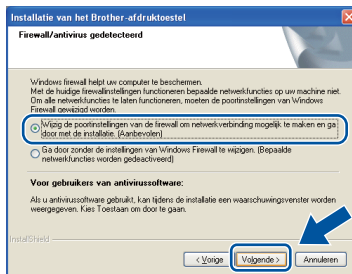 Installatie van het Brother-afdruktoestel
Firewall/antivirus gedetecteerd
Windows firewall helpt uw computer te beschermen.
Met de huidige firewallinstellingen functioneren bepaalde netwerkfuncties op uw machine niet.
Om alle netwerkfuncties te laten functioneren, moeten de poortinstellingen van Windows
Firewall gewijzigd worden.
Wijzig de poortinstellingen van de firewall om netwerkverbinding mogelijk te maken en ga
door met de installatie. (Aanbevolen)
Ga door zonder de instellingen van Windows Firewall te wijzigen. (Bepaalde
netwerkfuncties worden gedeactiveerd)
Voor gebruikers van antivirussoftware:
Als u antivirussoftware gebruikt, kan tijdens de installatie een waarschuwingsvenster worden
weergegeven. Kies Toestaan om door te gaan.
InstallShield
< Vorige Volgende > Annuleren